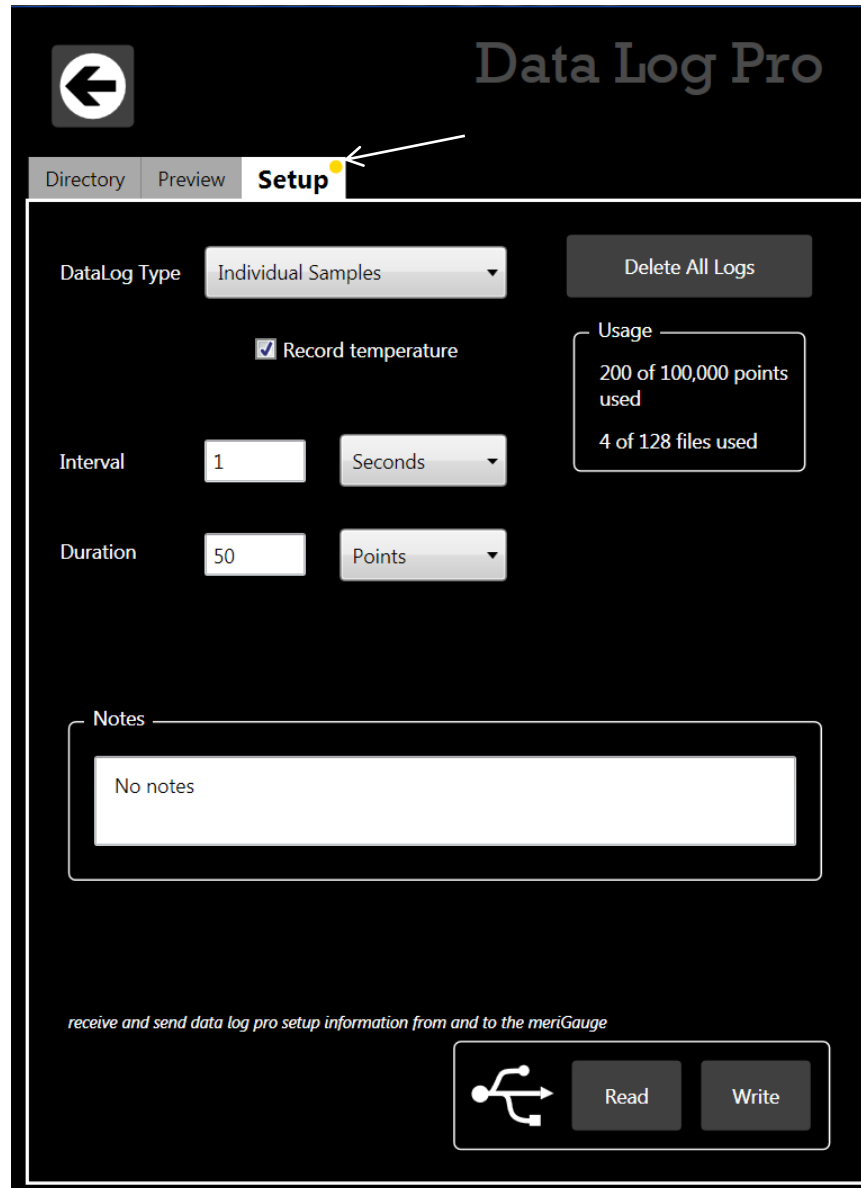 Data Log Pro
Directory Preview Setup
DataLog Type Individual Samples Delete All Logs
Record temperature
Usage
200 of 100,000 points
used
4 of 128 files used
Interval 1 Seconds
Duration 50 Points
Notes
No notes
receive and send data log pro setup information from and to the meriGauge
Read Write